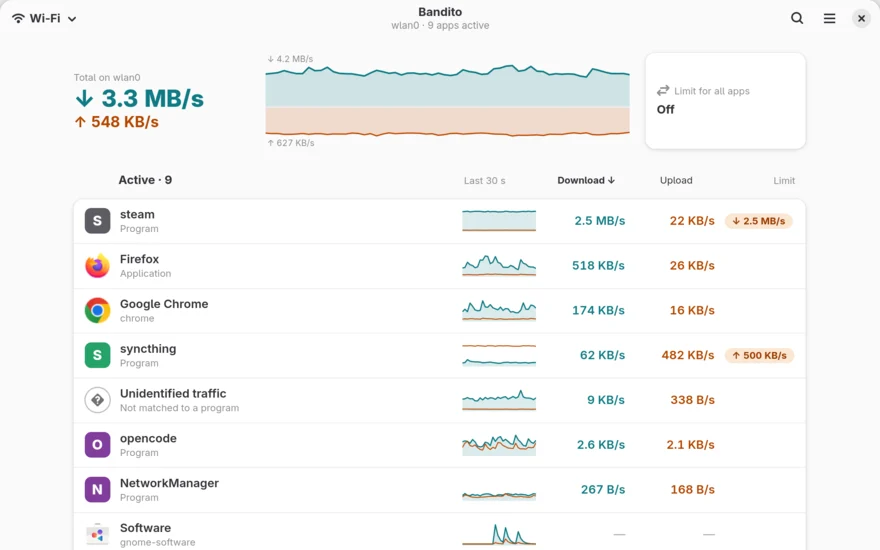 Wi-Fi
Bandito
wlan0 · 9 apps active
Total on wlan0
↓ 3.3 MB/s
↑ 548 KB/s
↓ 4.2 MB/s
↑ 627 KB/s
Limit for all apps
Off
Active · 9 Last 30 s Download ↓ Upload Limit
S steam 2.5 MB/s 22 KB/s ↓ 2.5 MB/s
Program
Firefox 518 KB/s 26 KB/s
Application
Google Chrome 174 KB/s 16 KB/s
chrome
S syncthing 62 KB/s 482 KB/s ↑ 500 KB/s
Program
Unidentified traffic 9 KB/s 338 B/s
Not matched to a program
O opencode 2.6 KB/s 2.1 KB/s
Program
N NetworkManager 267 B/s 168 B/s
Program
Software — —
gnome-software